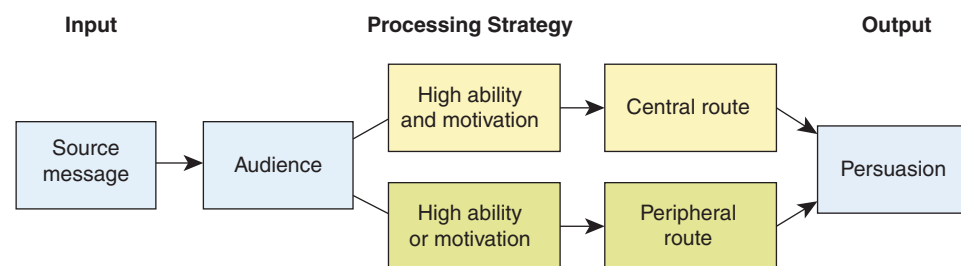 Input
Processing Strategy
Output
Source
message
Audience
High ability
and motivation
Central route
High ability
or motivation
Peripheral
route
Persuasion